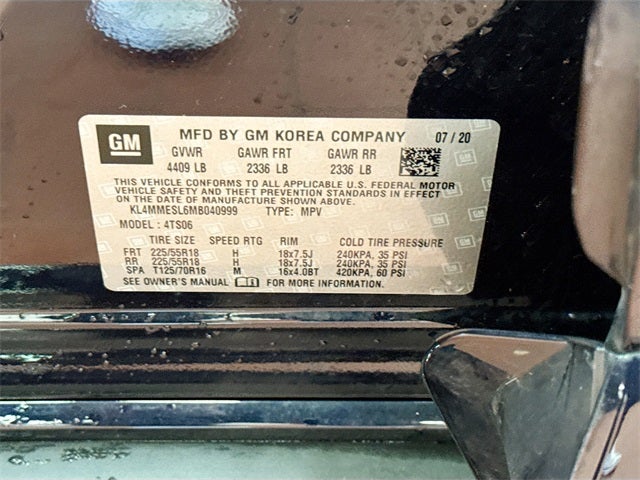 GM MFD BY GM KOREA COMPANY 07 / 20
GVWR GAWR FRT GAWR RR
4409 LB 2336 LB 2336 LB
THIS VEHICLE CONFORMS TO ALL APPLICABLE U.S. FEDERAL MOTOR
VEHICLE SAFETY AND THEFT PREVENTION STANDARDS IN EFFECT
ON THE DATE OF MANUFACTURE SHOWN ABOVE.
KL4MMESL6MB040999 TYPE: MPV
MODEL : 4TS06
TIRE SIZE SPEED RTG RIM COLD TIRE PRESSURE
FRT 225/55R18 H 18x7.5J 240KPA, 35 PSI
RR 225/55R18 H 18x7.5J 240KPA, 35 PSI
SPA T125/70R16 M 16x4.0BT 420KPA, 60 PSI
SEE OWNER'S MANUAL FOR MORE INFORMATION.